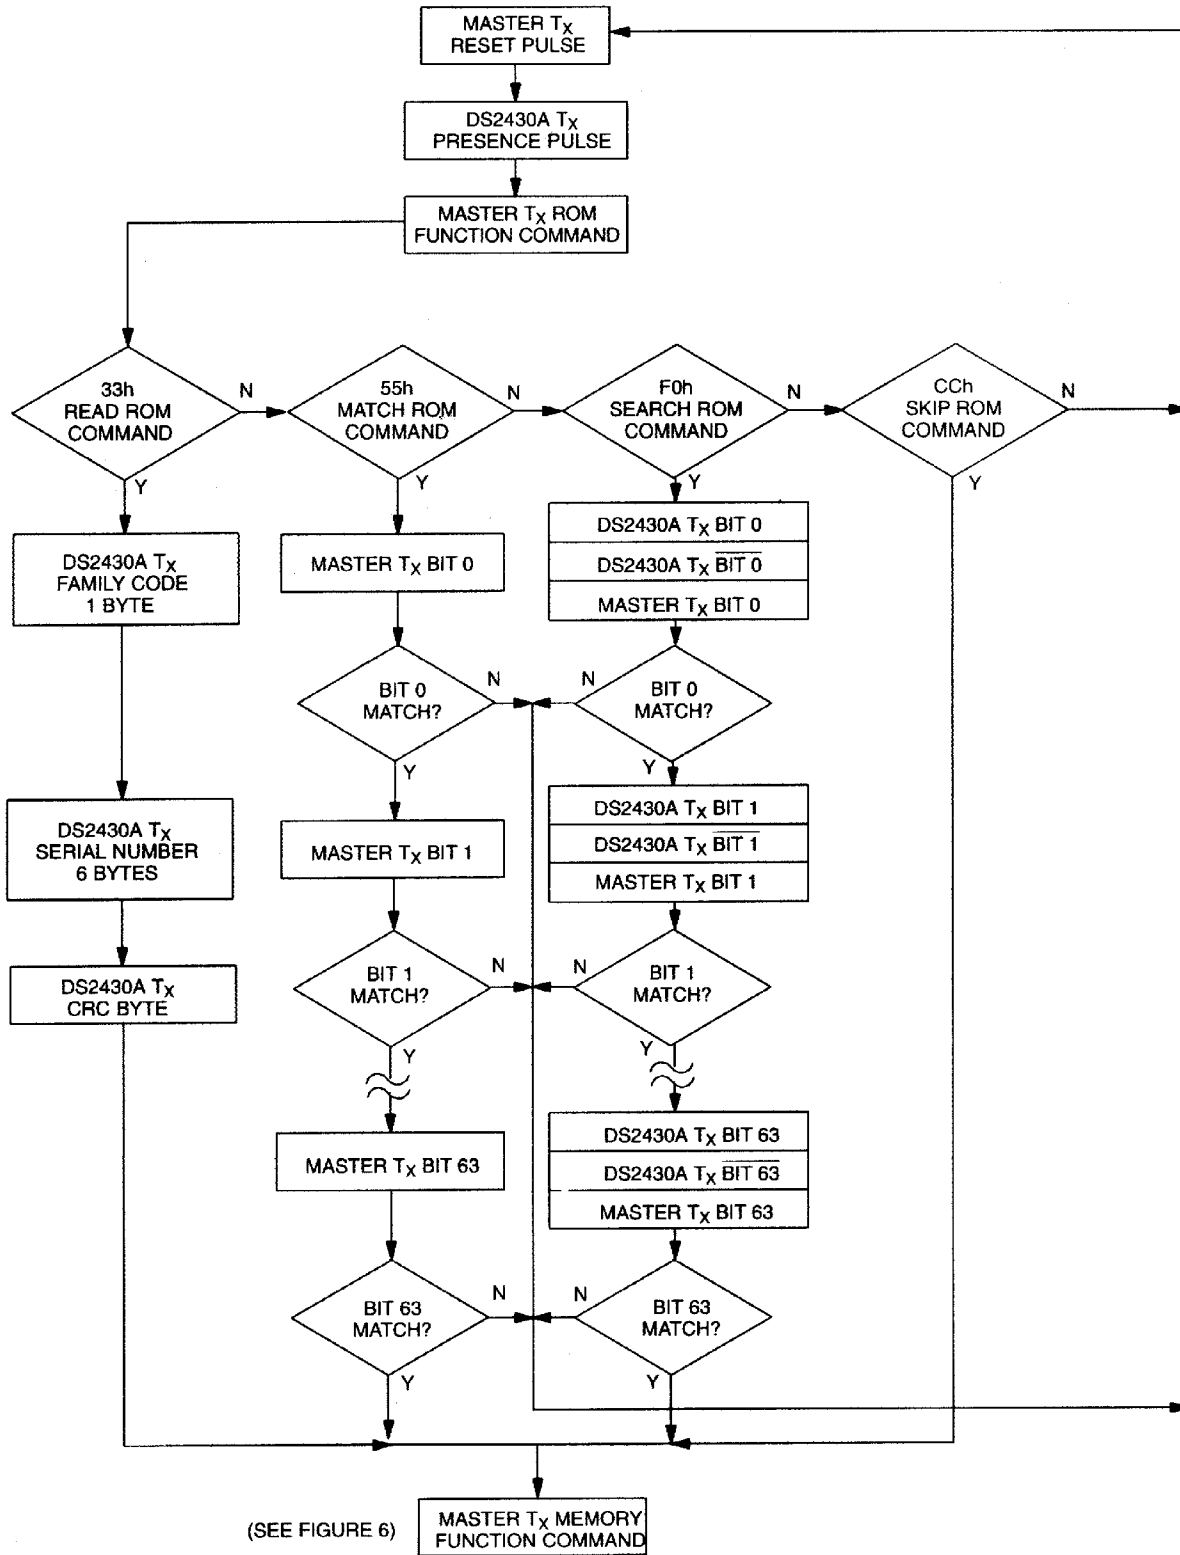 MASTER TX
RESET PULSE
DS2430A TX
PRESENCE PULSE
MASTER TX ROM
FUNCTION COMMAND
33h
READ ROM
COMMAND
N
Y
55h
MATCH ROM
COMMAND
N
Y
F0h
SEARCH ROM
COMMAND
N
Y
CCh
SKIP ROM
COMMAND
N
Y
DS2430A TX
FAMILY CODE
1 BYTE
DS2430A TX
SERIAL NUMBER
6 BYTES
DS2430A TX
CRC BYTE
MASTER TX BIT 0
BIT 0
MATCH?
N
Y
MASTER TX BIT 1
BIT 1
MATCH?
N
Y
MASTER TX BIT 63
BIT 63
MATCH?
N
Y
DS2430A TX BIT 0
DS2430A TX B̅I̅T̅ ̅0̅
MASTER TX BIT 0
N
BIT 0
MATCH?
Y
DS2430A TX BIT 1
DS2430A TX B̅I̅T̅ ̅1̅
MASTER TX BIT 1
N
BIT 1
MATCH?
Y
DS2430A TX BIT 63
DS2430A TX B̅I̅T̅ ̅6̅3̅
MASTER TX BIT 63
N
BIT 63
MATCH?
Y
(SEE FIGURE 6)
MASTER TX MEMORY
FUNCTION COMMAND